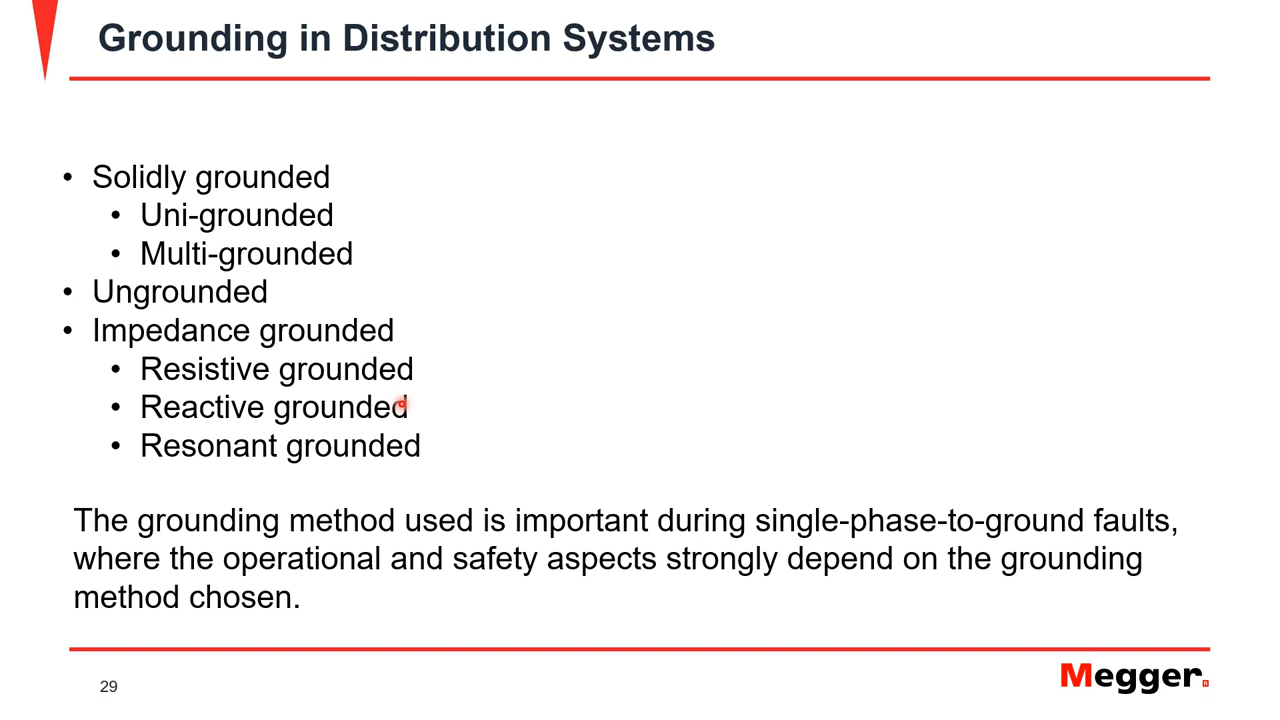 Grounding in Distribution Systems
• Solidly grounded
• Uni-grounded
• Multi-grounded
• Ungrounded
• Impedance grounded
• Resistive grounded
• Reactive grounded
• Resonant grounded
The grounding method used is important during single-phase-to-ground faults,
where the operational and safety aspects strongly depend on the grounding
method chosen.
29
Megger.